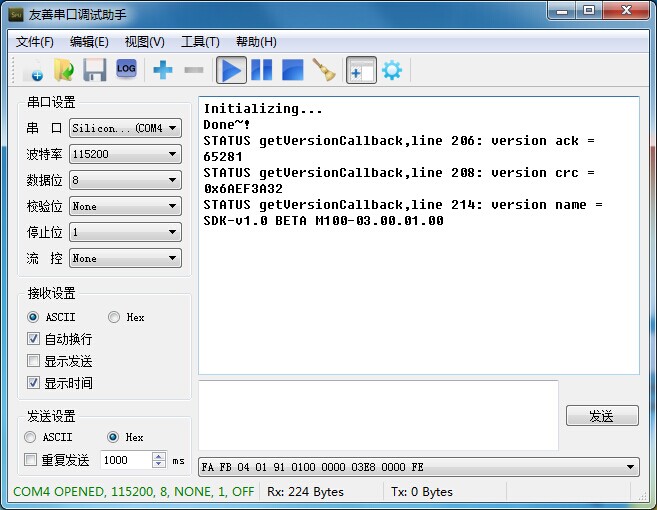 友善串口调试助手
文件(F) 编辑(E) 视图(V) 工具(T) 帮助(H)
LOG
串口设置
串 口 Silicon...(COM4
波特率 115200
数据位 8
校验位 None
停止位 1
流 控 None
接收设置
ASCII Hex
自动换行
显示发送
显示时间
发送设置
ASCII Hex
重复发送 1000 ms
Initializing...
Done~!
STATUS getVersionCallback,line 206: version ack =
65281
STATUS getVersionCallback,line 208: version crc =
0x6AEF3A32
STATUS getVersionCallback,line 214: version name =
SDK-v1.0 BETA M100-03.00.01.00
发送
FA FB 04 01 91 0100 0000 03E8 0000 FE
COM4 OPENED, 115200, 8, NONE, 1, OFF Rx: 224 Bytes Tx: 0 Bytes